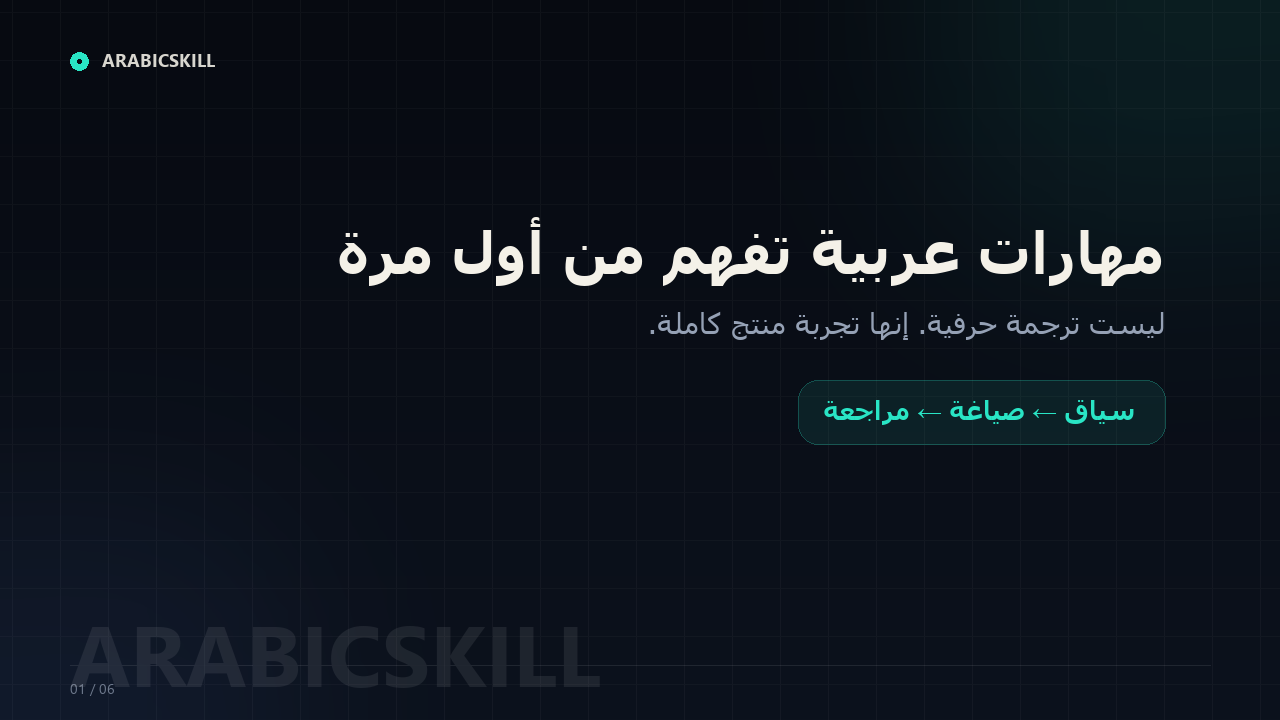 ARABICSKILL
مهارات عربية تفهم من أول مرة
ليست ترجمة حرفية. إنها تجربة منتج كاملة.
سياق ← صياغة ← مراجعة
ARABICSKILL
01 / 06